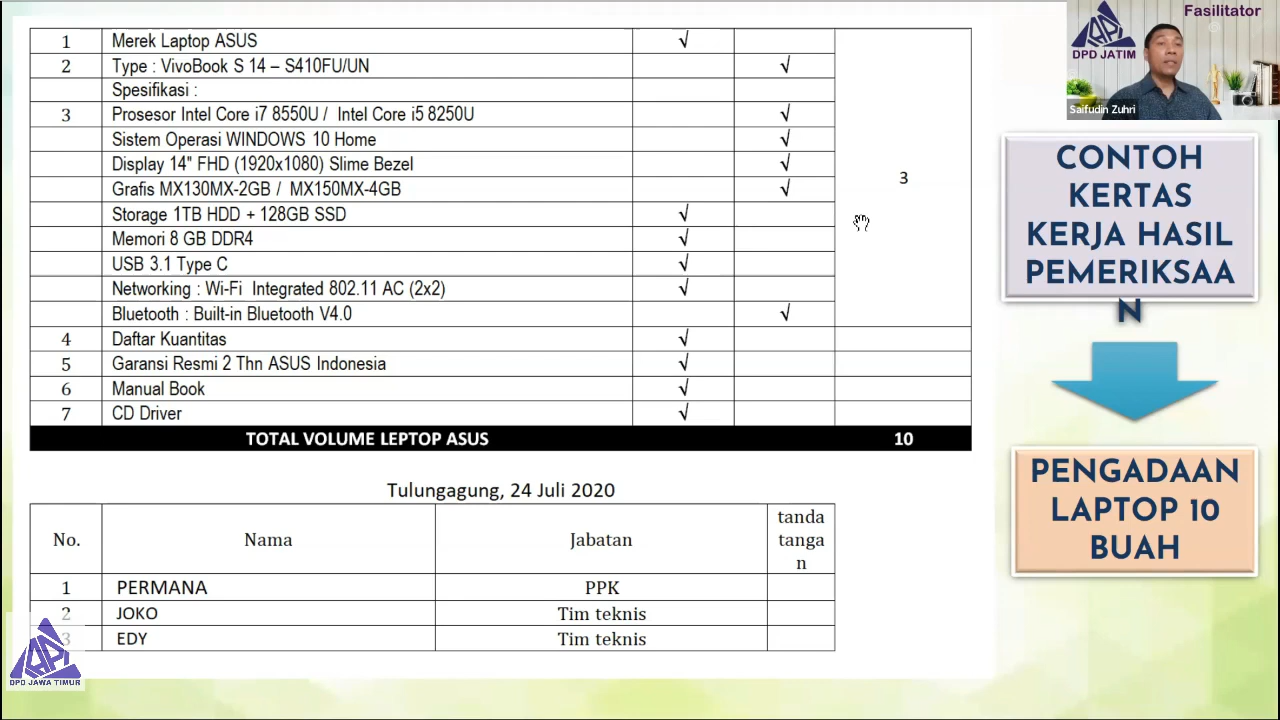 Fasilitator
DPD JATIM
Saifudin Zuhri
1 Merek Laptop ASUS √
2 Type : VivoBook S 14 – S410FU/UN √
Spesifikasi :
3 Prosesor Intel Core i7 8550U / Intel Core i5 8250U √
Sistem Operasi WINDOWS 10 Home √
Display 14" FHD (1920x1080) Slime Bezel √
Grafis MX130MX-2GB / MX150MX-4GB √
3
Storage 1TB HDD + 128GB SSD √
Memori 8 GB DDR4 √
USB 3.1 Type C √
Networking : Wi-Fi Integrated 802.11 AC (2x2) √
Bluetooth : Built-in Bluetooth V4.0 √
4 Daftar Kuantitas √
5 Garansi Resmi 2 Thn ASUS Indonesia √
6 Manual Book √
7 CD Driver √
TOTAL VOLUME LEPTOP ASUS 10
CONTOH
KERTAS
KERJA HASIL
PEMERIKSAA
N
PENGADAAN
LAPTOP 10
BUAH
Tulungagung, 24 Juli 2020
No. Nama Jabatan tanda
tanga
n
1 PERMANA PPK
2 JOKO Tim teknis
3 EDY Tim teknis
DPD JAWA TIMUR